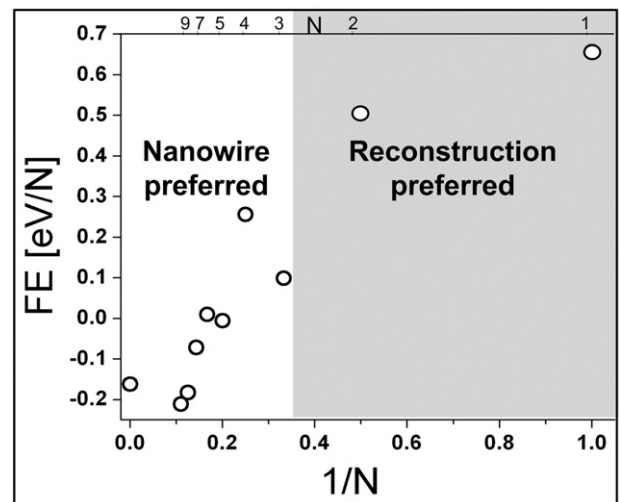 9 7 5 4 3 N 2 1
0.7
0.6
0.5
0.4
0.3
0.2
0.1
0.0
-0.1
-0.2
FE [eV/N]
Nanowire
preferred
Reconstruction
preferred
0.0 0.2 0.4 0.6 0.8 1.0
1/N